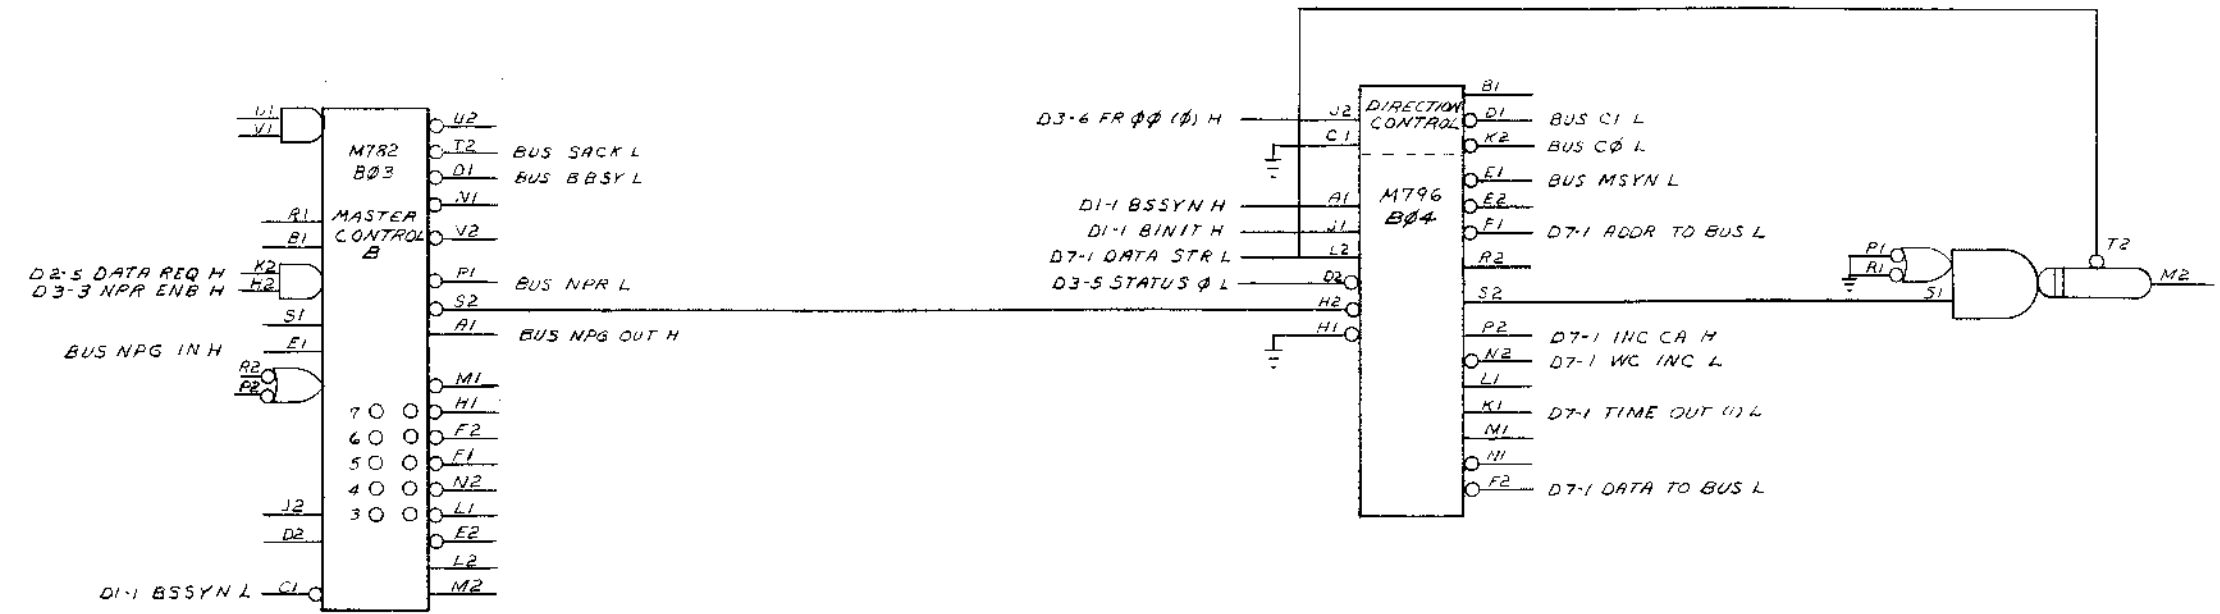 U1
V1
M782
BØ3
MASTER
CONTROL
B
R1
B1
D2-5 DATA REQ H K2
D3-3 NPR ENB H H2
S1
BUS NPG IN H E1
R2
P2
7
6
5
4
3
J2
D2
D1-1 BSSYN L C1
U2
T2 BUS SACK L
D1 BUS BBSY L
N1
V2
P1 BUS NPR L
S2
A1 BUS NPG OUT H
M1
H1
F2
F1
N2
L1
E2
L2
M2
D3-6 FR ØØ (Ø) H J2
C1
D1-1 BSSYN H A1
D1-1 BINIT H J1
D7-1 DATA STR L L2
D3-5 STATUS Ø L D2
H2
H1
DIRECTION
CONTROL
M796
BØ4
B1
D1 BUS C1 L
K2 BUS CØ L
E1 BUS MSYN L
E2
F1 D7-1 ADDR TO BUS L
R2
S2
P2 D7-1 INC CA H
N2 D7-1 WC INC L
L1
K1 D7-1 TIME OUT (1) L
M1
N1
F2 D7-1 DATA TO BUS L
P1
R1
S1
T2
M2